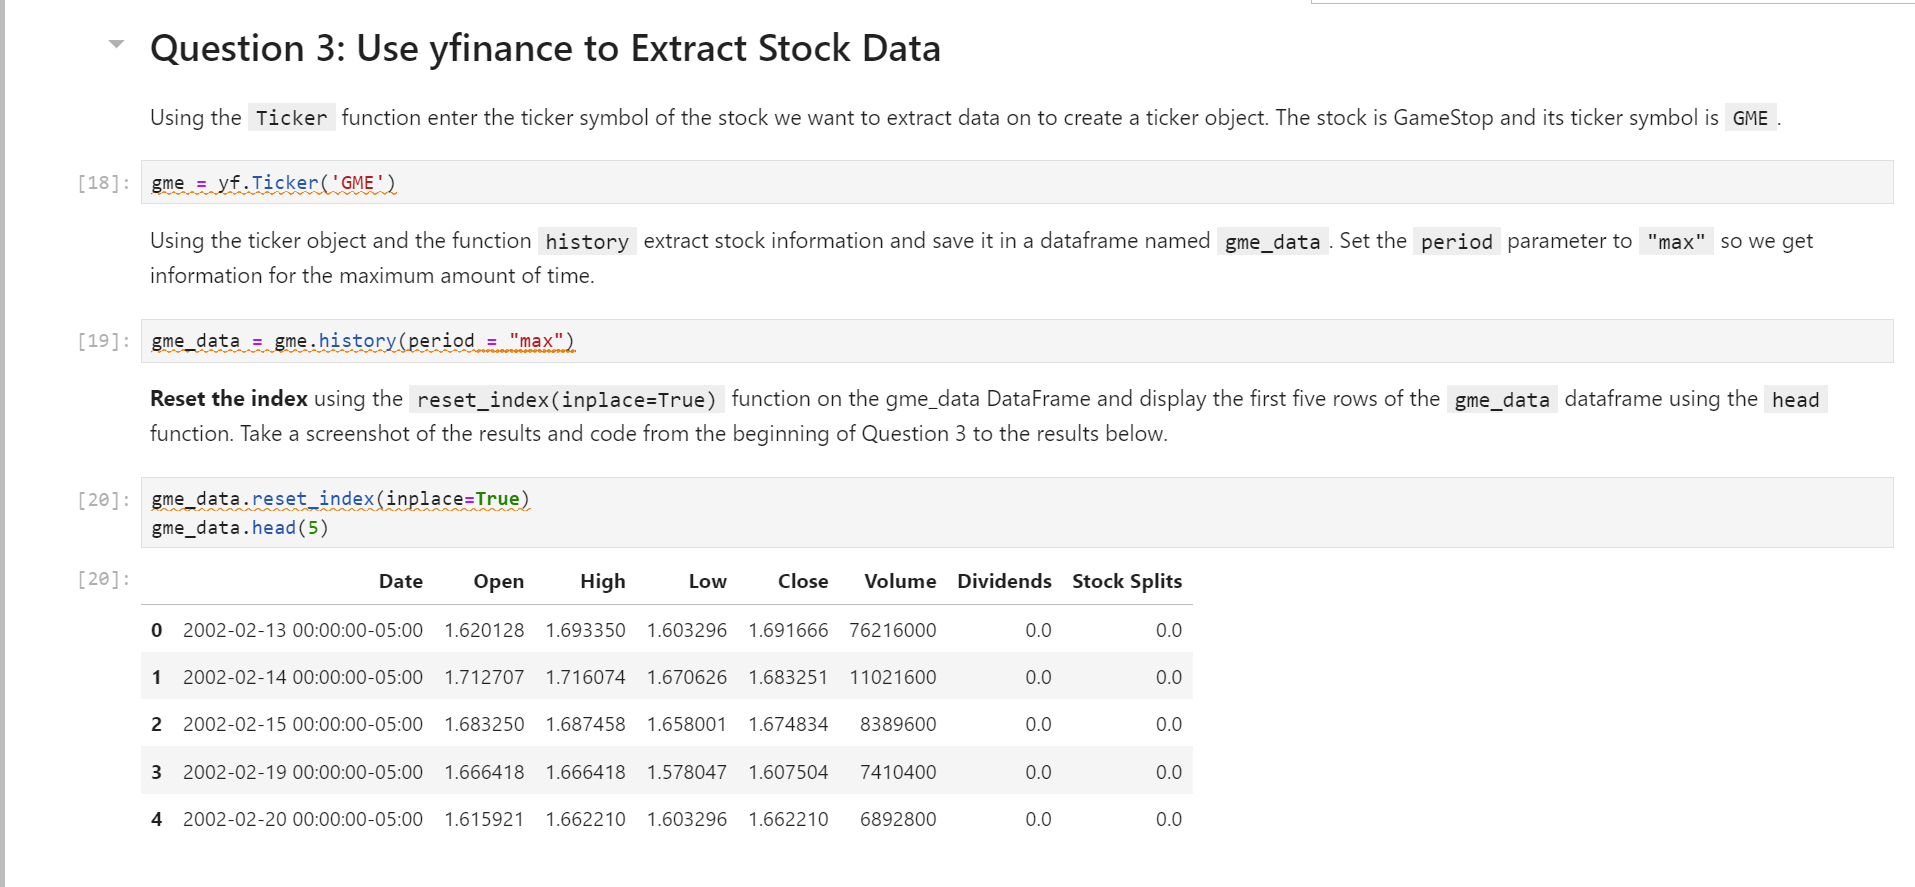 Question 3: Use yfinance to Extract Stock Data
Using the Ticker function enter the ticker symbol of the stock we want to extract data on to create a ticker object. The stock is GameStop and its ticker symbol is GME .
[18]: gme = yf.Ticker('GME')
Using the ticker object and the function history extract stock information and save it in a dataframe named gme_data . Set the period parameter to "max" so we get
information for the maximum amount of time.
[19]: gme_data = gme.history(period = "max")
Reset the index using the reset_index(inplace=True) function on the gme_data DataFrame and display the first five rows of the gme_data dataframe using the head
function. Take a screenshot of the results and code from the beginning of Question 3 to the results below.
[20]: gme_data.reset_index(inplace=True)
gme_data.head(5)
[20]: Date Open High Low Close Volume Dividends Stock Splits
0 2002-02-13 00:00:00-05:00 1.620128 1.693350 1.603296 1.691666 76216000 0.0 0.0
1 2002-02-14 00:00:00-05:00 1.712707 1.716074 1.670626 1.683251 11021600 0.0 0.0
2 2002-02-15 00:00:00-05:00 1.683250 1.687458 1.658001 1.674834 8389600 0.0 0.0
3 2002-02-19 00:00:00-05:00 1.666418 1.666418 1.578047 1.607504 7410400 0.0 0.0
4 2002-02-20 00:00:00-05:00 1.615921 1.662210 1.603296 1.662210 6892800 0.0 0.0